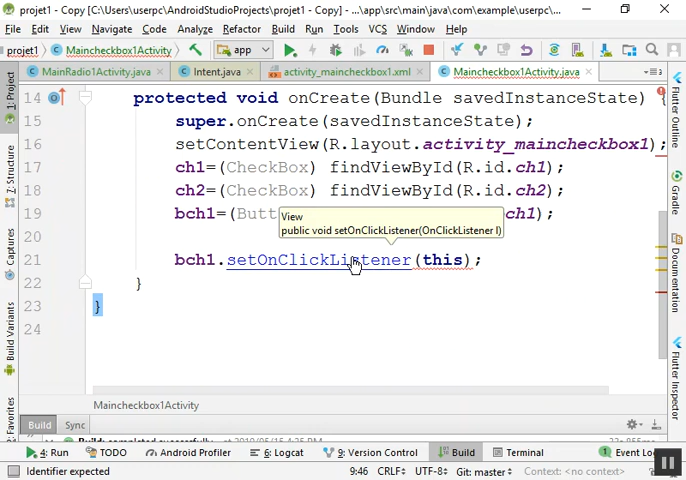 projet1 - Copy [C:\Users\userpc\AndroidStudioProjects\projet1 - Copy] - ...\app\src\main\java\com\example\userpc\...
File Edit View Navigate Code Analyze Refactor Build Run Tools VCS Window Help
projet1 Maincheckbox1Activity app
MainRadio1Activity.java Intent.java activity_maincheckbox1.xml Maincheckbox1Activity.java
14 protected void onCreate(Bundle savedInstanceState) {
15 super.onCreate(savedInstanceState);
16 setContentView(R.layout.activity_maincheckbox1);
17 ch1=(CheckBox) findViewById(R.id.ch1);
18 ch2=(CheckBox) findViewById(R.id.ch2);
19 bch1=(Butt ch1);
View
public void setOnClickListener(OnClickListener l)
20
21 bch1.setOnClickListener(this);
22 }
23 }
24
Maincheckbox1Activity
1: Project
7: Structure
Captures
Build Variants
Favorites
Flutter Outline
Gradle
Documentation
Flutter Inspector
Build Sync
Build: completed successfully
4: Run TODO Android Profiler 6: Logcat 9: Version Control Build Terminal 1 Event Lo
Identifier expected 9:46 CRLF UTF-8 Git: master Context: <no context>